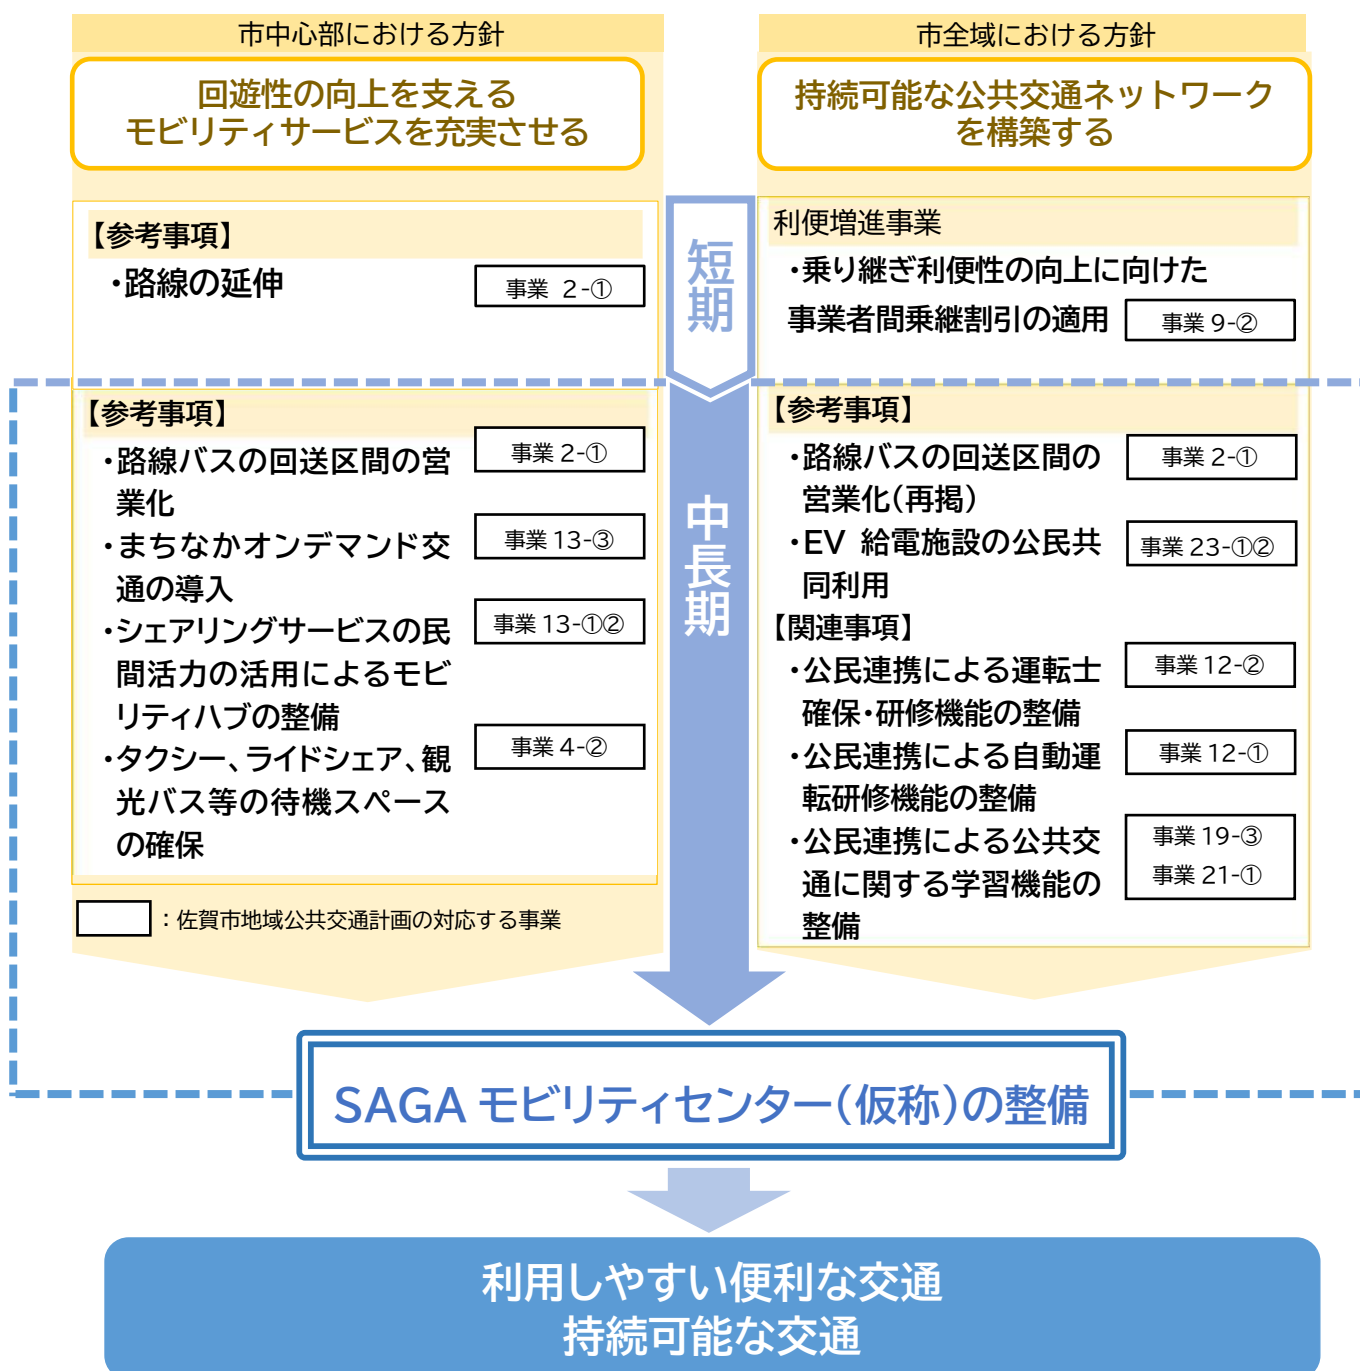 市中心部における方針
回遊性の向上を支える
モビリティサービスを充実させる
【参考事項】
・路線の延伸
事業 2-①
【参考事項】
・路線バスの回送区間の営
業化
事業 2-①
・まちなかオンデマンド交
通の導入
事業 13-③
・シェアリングサービスの民
間活力の活用によるモビ
リティハブの整備
事業 13-①②
・タクシー、ライドシェア、観
光バス等の待機スペース
の確保
事業 4-②
：佐賀市地域公共交通計画の対応する事業
短期
中長期
市全域における方針
持続可能な公共交通ネットワーク
を構築する
利便増進事業
・乗り継ぎ利便性の向上に向けた
事業者間乗継割引の適用
事業 9-②
【参考事項】
・路線バスの回送区間の
営業化(再掲)
事業 2-①
・EV 給電施設の公民共
同利用
事業 23-①②
【関連事項】
・公民連携による運転士
確保・研修機能の整備
事業 12-②
・公民連携による自動運
転研修機能の整備
事業 12-①
・公民連携による公共交
通に関する学習機能の
整備
事業 19-③
事業 21-①
SAGA モビリティセンター(仮称)の整備
利用しやすい便利な交通
持続可能な交通